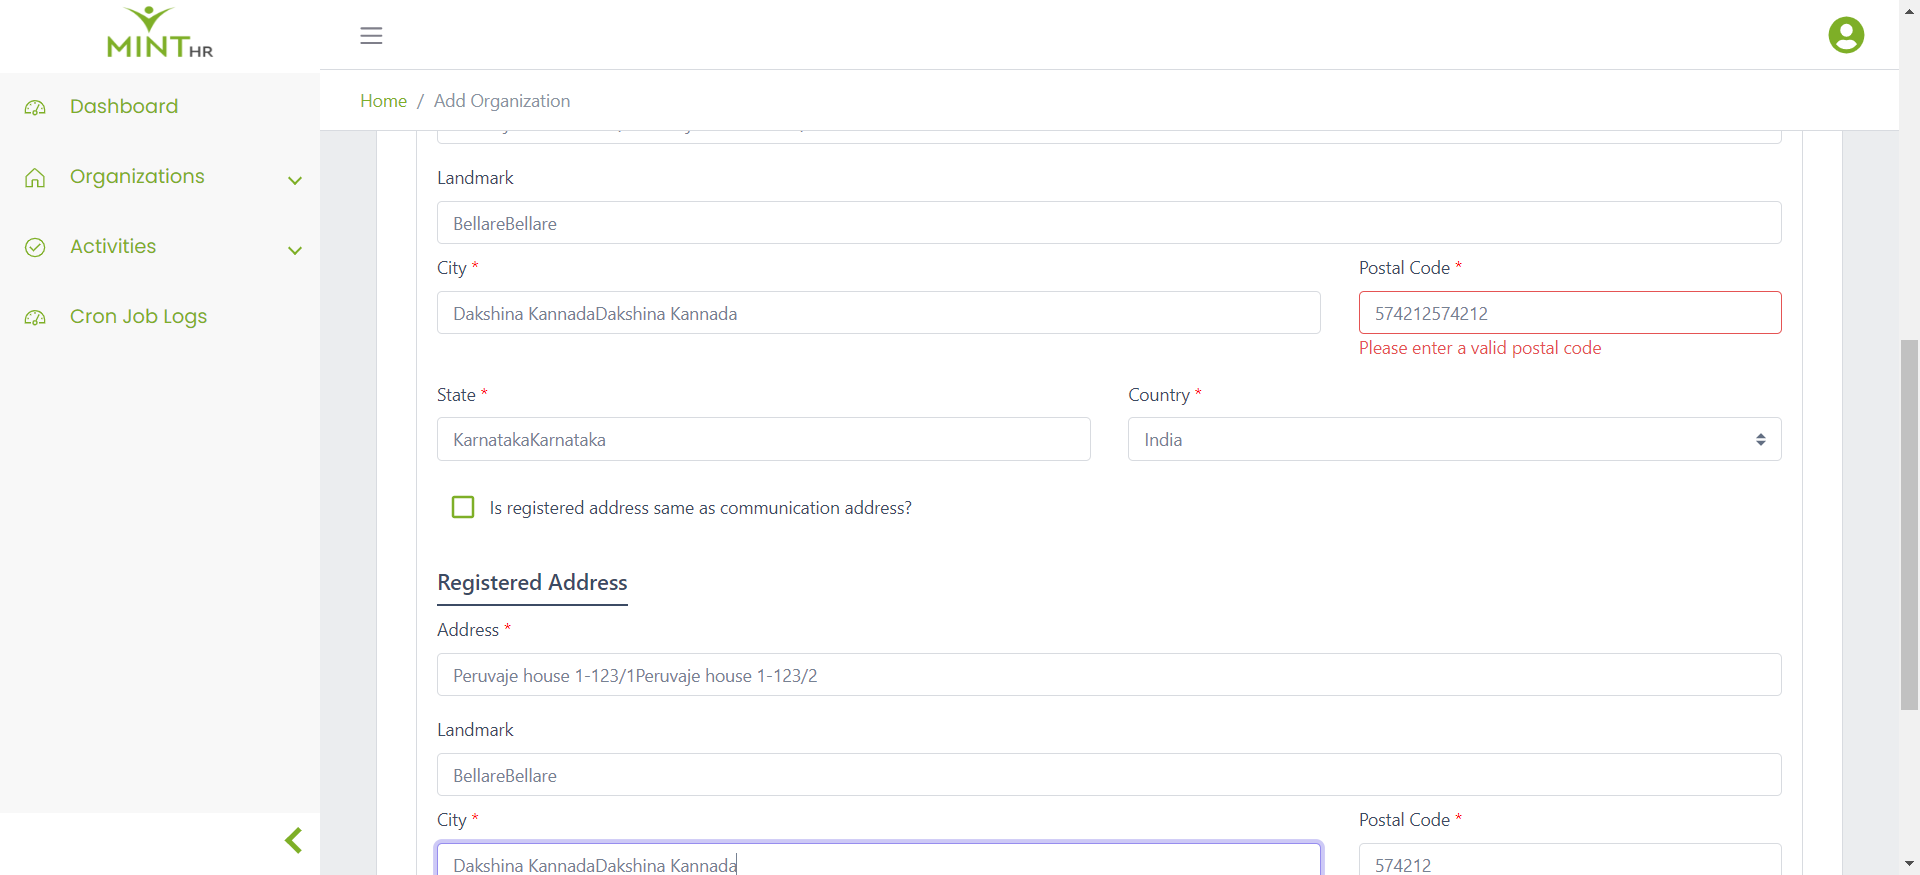 MINT HR
Dashboard
Organizations
Activities
Cron Job Logs
Home / Add Organization
Landmark
BellareBellare
City *
Postal Code *
Dakshina KannadaDakshina Kannada
574212574212
Please enter a valid postal code
State *
Country *
KarnatakaKarnataka
India
Is registered address same as communication address?
Registered Address
Address *
Peruvaje house 1-123/1Peruvaje house 1-123/2
Landmark
BellareBellare
City *
Postal Code *
Dakshina KannadaDakshina Kannada
574212